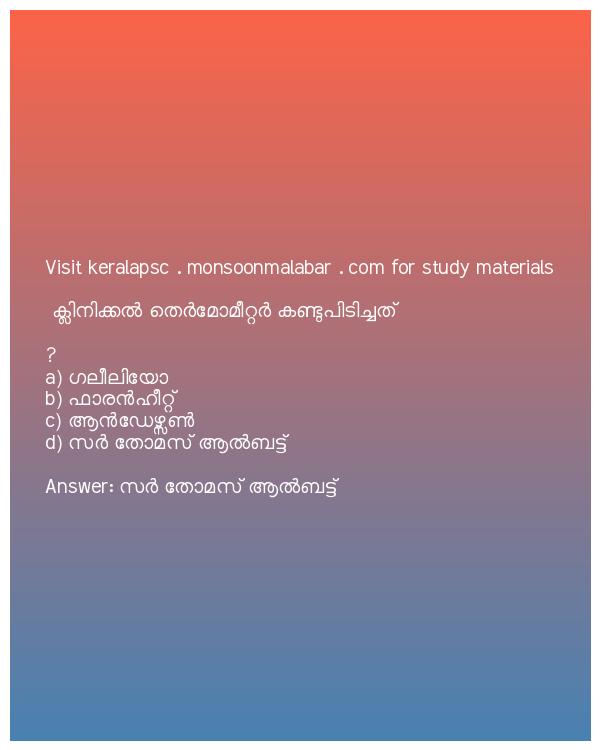 Visit keralapsc . monsoonmalabar . com for study materials
ക്ലിനിക്കൽ തെർമോമീറ്റർ കണ്ടുപിടിച്ചത്
?
a) ഗലീലിയോ
b) ഫാരൻഹീറ്റ്
c) ആൻഡേഴ്സൺ
d) സർ തോമസ് ആൽബട്ട്
Answer: സർ തോമസ് ആൽബട്ട്